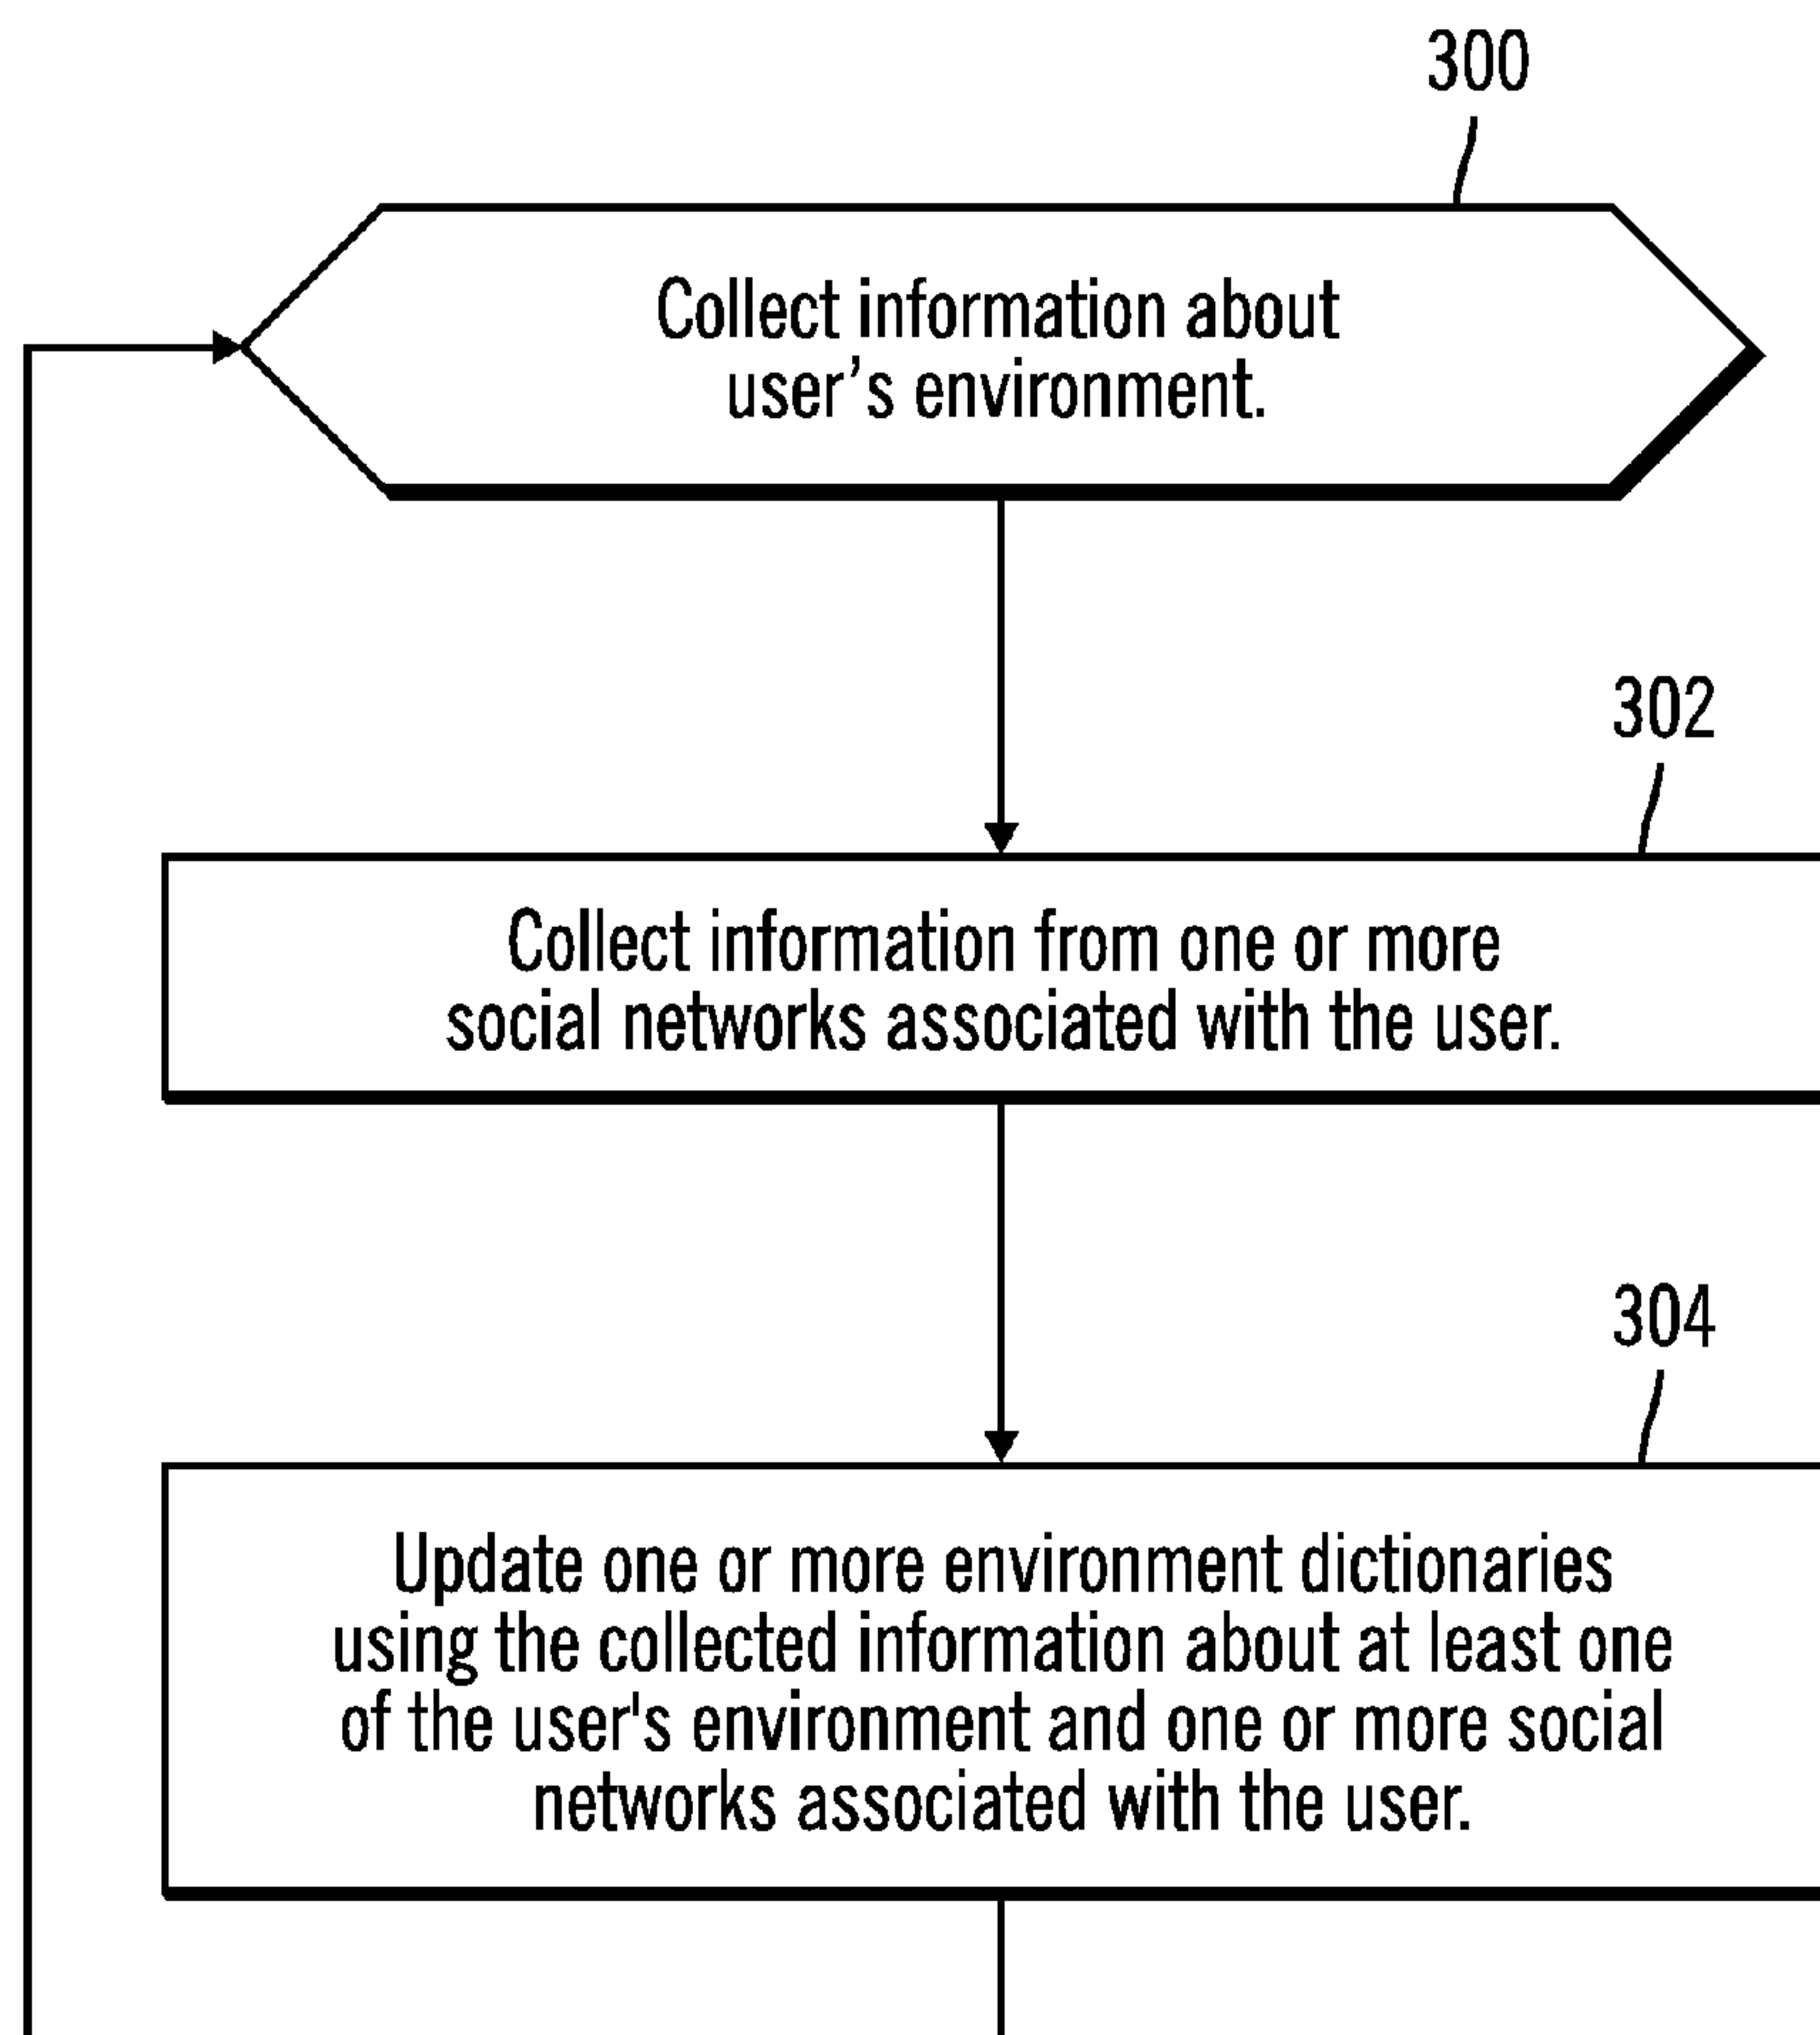 300
Collect information about
user’s environment.
302
Collect information from one or more
social networks associated with the user.
304
Update one or more environment dictionaries
using the collected information about at least one
of the user's environment and one or more social
networks associated with the user.